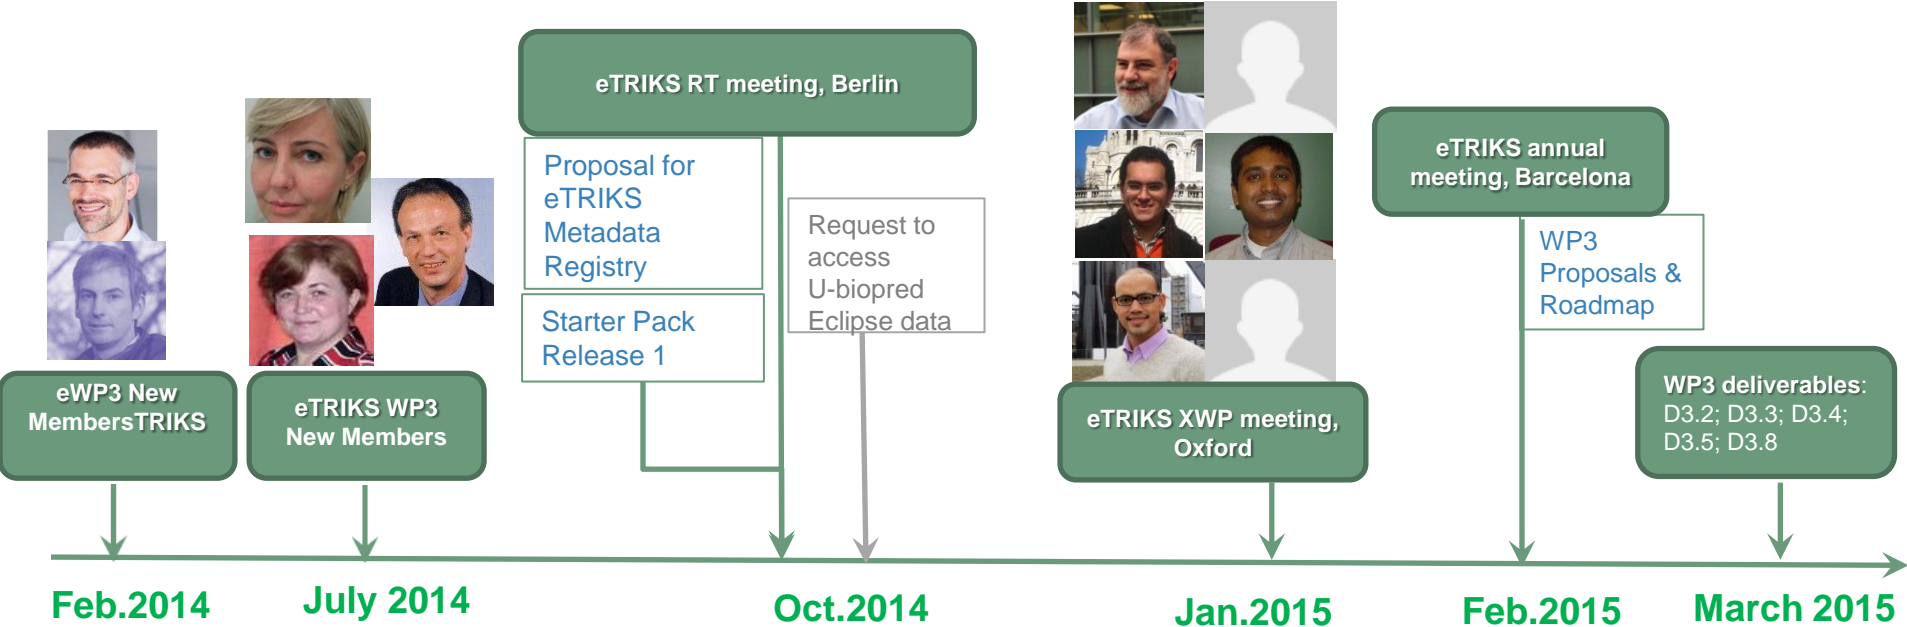 eWP3 New
MembersTRIKS
eTRIKS WP3
New Members
eTRIKS RT meeting, Berlin
Proposal for
eTRIKS
Metadata
Registry
Starter Pack
Release 1
Request to
access
U-biopred
Eclipse data
eTRIKS XWP meeting,
Oxford
eTRIKS annual
meeting, Barcelona
WP3
Proposals &
Roadmap
WP3 deliverables:
D3.2; D3.3; D3.4;
D3.5; D3.8
Feb.2014
July 2014
Oct.2014
Jan.2015
Feb.2015
March 2015